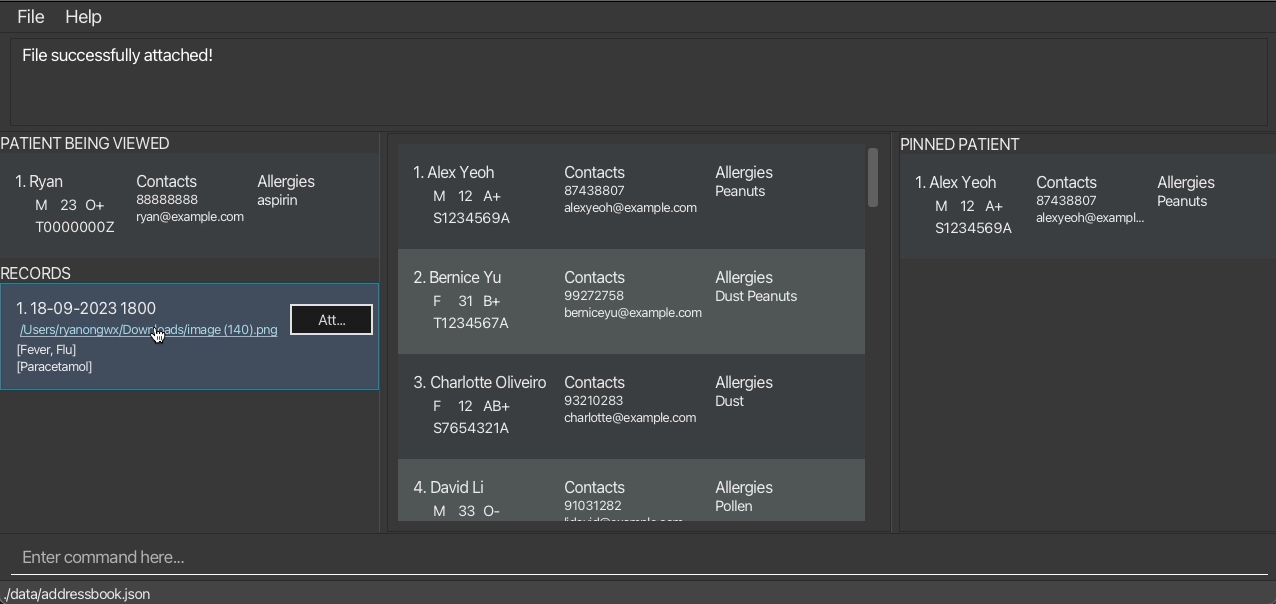 File Help
File successfully attached!
PATIENT BEING VIEWED
1. Ryan
M 23 O+
T0000000Z
Contacts
88888888
ryan@example.com
Allergies
aspirin
RECORDS
1. 18-09-2023 1800
/Users/ryanongwx/Downloads/image (140).png
[Fever, Flu]
[Paracetamol]
Att...
1. Alex Yeoh
M 12 A+
S1234569A
Contacts
87438807
alexyeoh@example.com
Allergies
Peanuts
2. Bernice Yu
F 31 B+
T1234567A
Contacts
99272758
berniceyu@example.com
Allergies
Dust Peanuts
3. Charlotte Oliveiro
F 12 AB+
S7654321A
Contacts
93210283
charlotte@example.com
Allergies
Dust
4. David Li
M 33 O-
Contacts
91031282
lidavid@example.com
Allergies
Pollen
PINNED PATIENT
1. Alex Yeoh
M 12 A+
S1234569A
Contacts
87438807
alexyeoh@exampl...
Allergies
Peanuts
Enter command here...
./data/addressbook.json